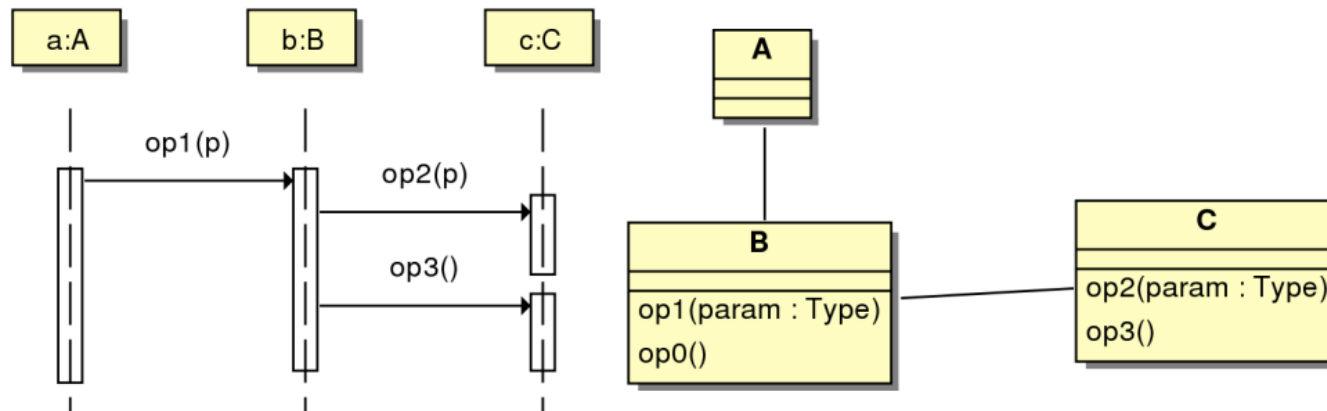 a:A
b:B
c:C
op1(p)
op2(p)
op3()
A
B
op1(param : Type)
op0()
C
op2(param : Type)
op3()